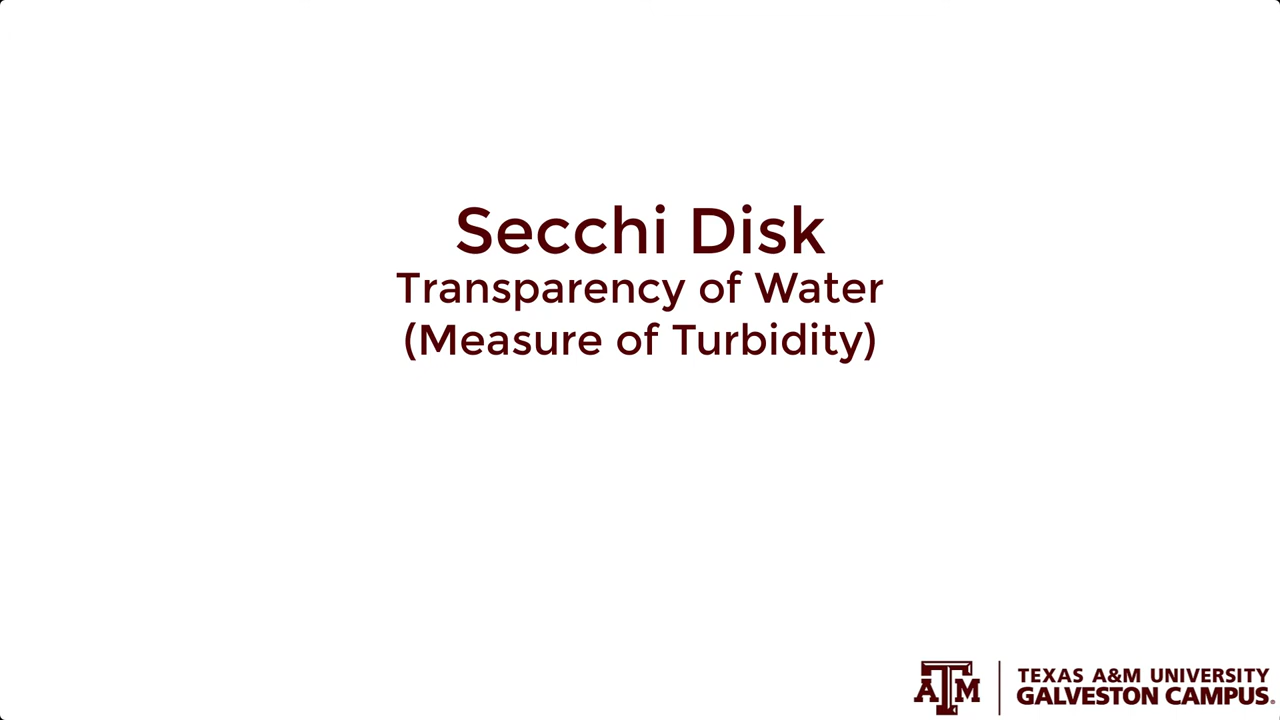 Secchi Disk
Transparency of Water
(Measure of Turbidity)
ATM
TEXAS A&M UNIVERSITY
GALVESTON CAMPUS®